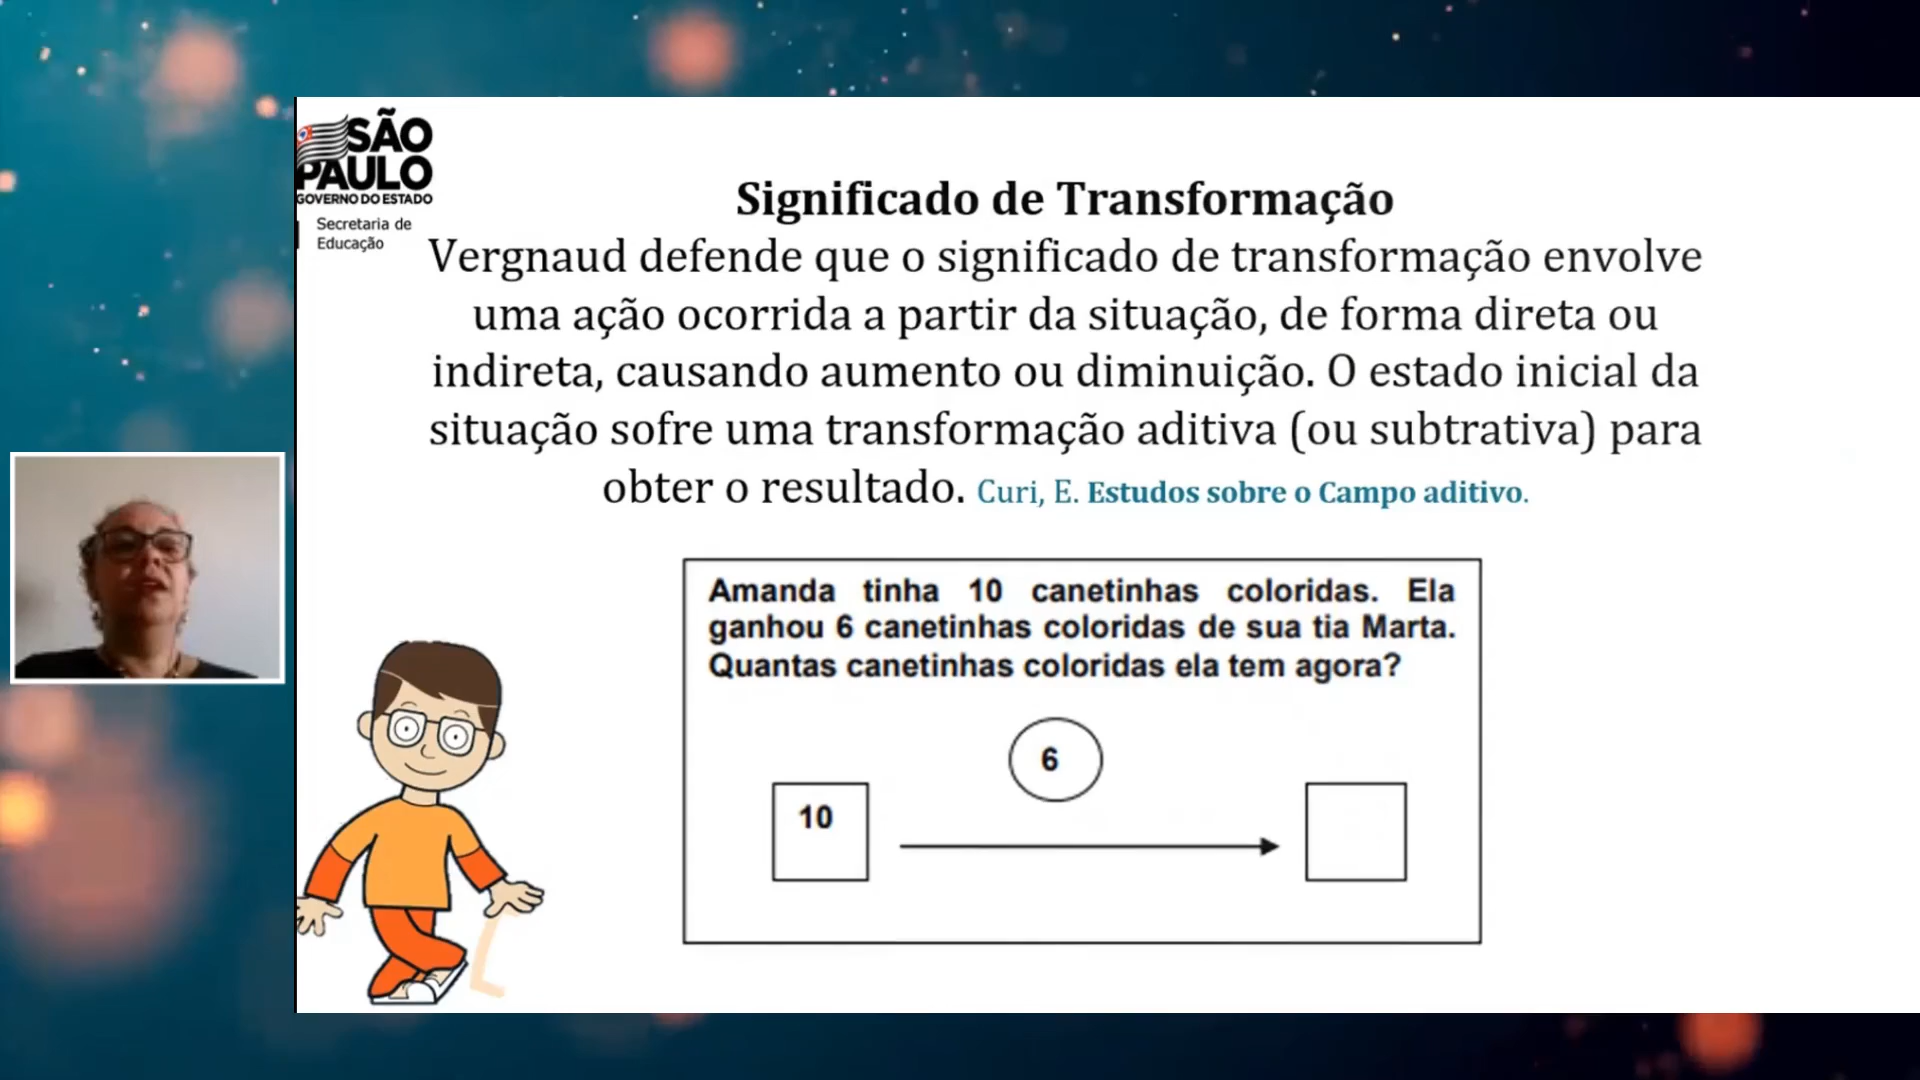 SÃO
PAULO
GOVERNO DO ESTADO
Secretaria de
Educação
Significado de Transformação
Vergnaud defende que o significado de transformação envolve
uma ação ocorrida a partir da situação, de forma direta ou
indireta, causando aumento ou diminuição. O estado inicial da
situação sofre uma transformação aditiva (ou subtrativa) para
obter o resultado. Curi, E. Estudos sobre o Campo aditivo.
Amanda tinha 10 canetinhas coloridas. Ela
ganhou 6 canetinhas coloridas de sua tia Marta.
Quantas canetinhas coloridas ela tem agora?
6
10